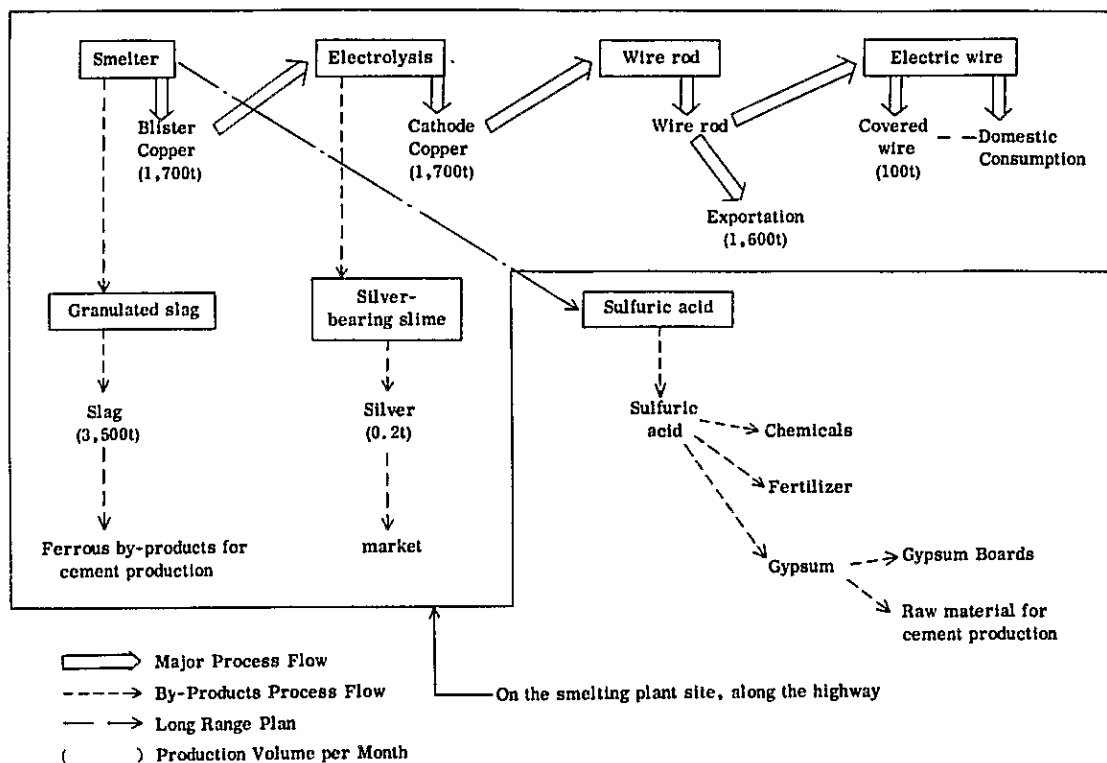 Smelter
Electrolysis
Wire rod
Electric wire
Blister
Copper
(1,700t)
Cathode
Copper
(1,700t)
Wire rod
Covered
wire
(100t)
Domestic
Consumption
Exportation
(1,600t)
Granulated slag
Silver-
bearing slime
Sulfuric acid
Slag
(3,500t)
Silver
(0.2t)
Sulfuric
acid
Chemicals
Fertilizer
Ferrous by-products for
cement production
market
Gypsum
Gypsum Boards
Raw material for
cement production
Major Process Flow
By-Products Process Flow
Long Range Plan
( ) Production Volume per Month
On the smelting plant site, along the highway